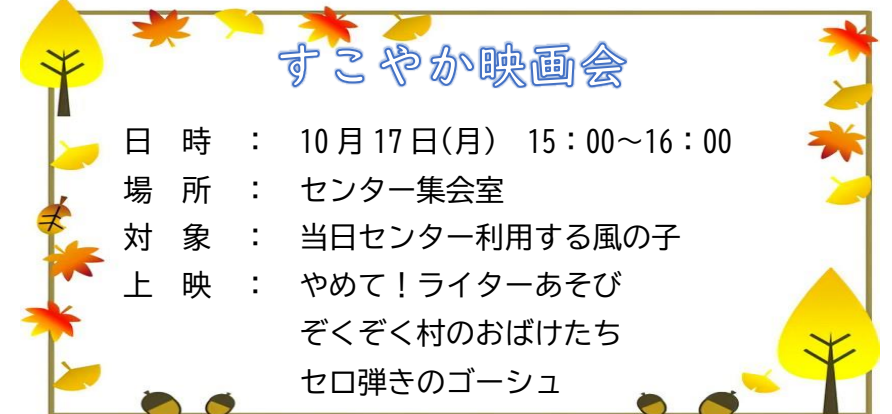 すこやか映画会
日　時　：　10月17日(月)　15：00～16：00
場　所　：　センター集会室
対　象　：　当日センター利用する風の子
上　映　：　やめて！ライターあそび
ぞくぞく村のおばけたち
セロ弾きのゴーシュ